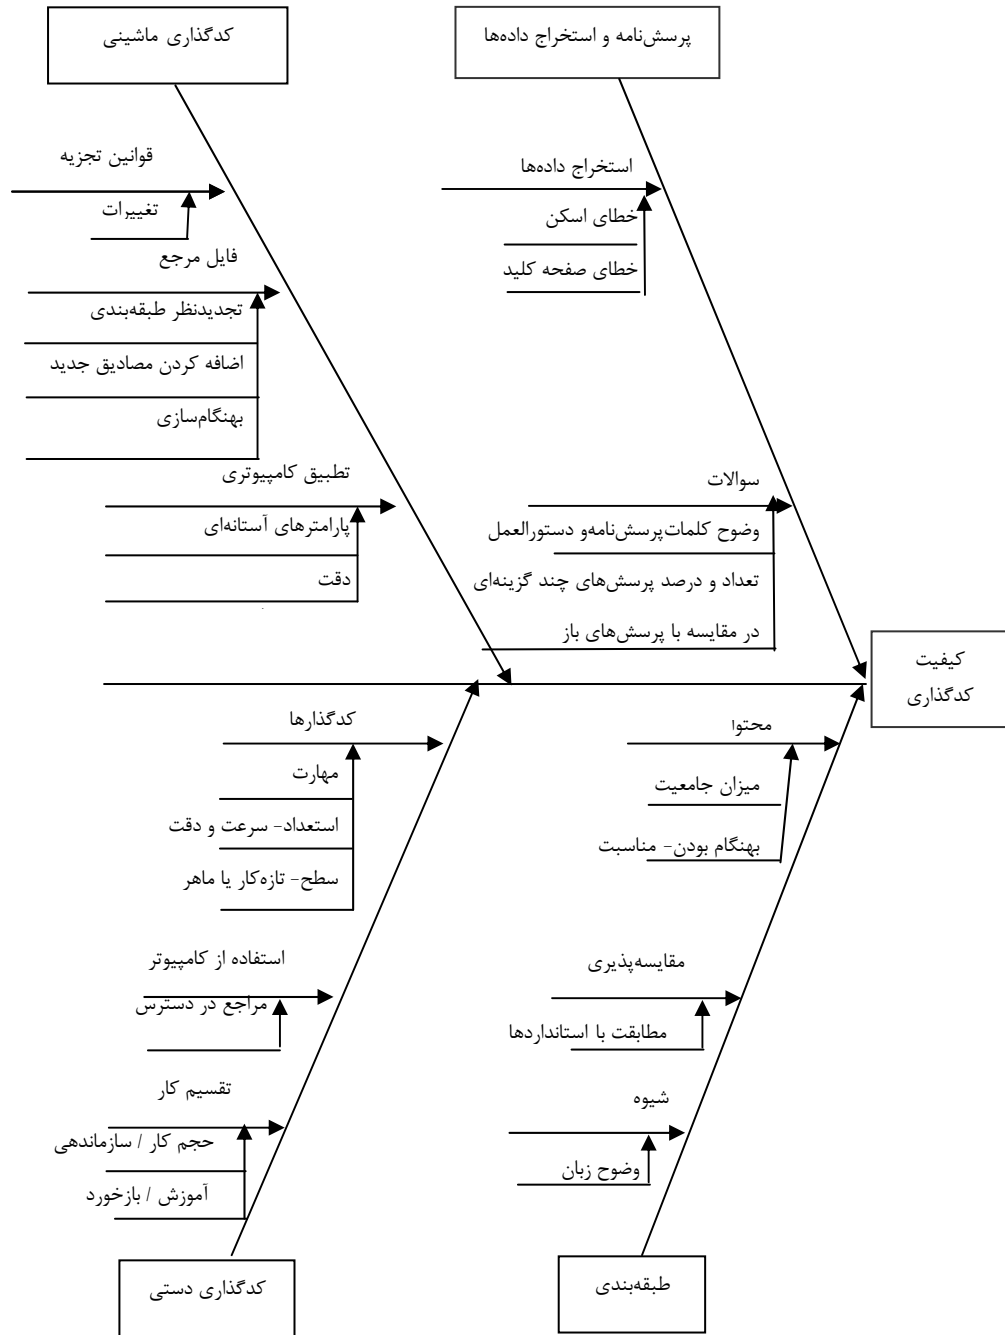 پرسش‌نامه و استخراج داده‌ها
کدگذاری ماشینی
استخراج داده‌ها
خطای اسکن
خطای صفحه کلید
سوالات
وضوح کلمات‌پرسش‌نامه‌و دستورالعمل
تعداد و درصد پرسش‌های چند گزینه‌ای
در مقایسه با پرسش‌های باز
قوانین تجزیه
تغییرات
فایل مرجع
تجدیدنظر طبقه‌بندی
اضافه کردن مصادیق جدید
بهنگام‌سازی
تطبیق کامپیوتری
پارامترهای آستانه‌ای
دقت
کیفیت
کدگذاری
محتوا
میزان جامعیت
بهنگام بودن- مناسبت
مقایسه‌پذیری
مطابقت با استانداردها
شیوه
وضوح زبان
طبقه‌بندی
کدگذارها
مهارت
استعداد- سرعت و دقت
سطح- تازه‌کار یا ماهر
استفاده از کامپیوتر
مراجع در دسترس
تقسیم کار
حجم کار / سازماندهی
آموزش / بازخورد
کدگذاری دستی